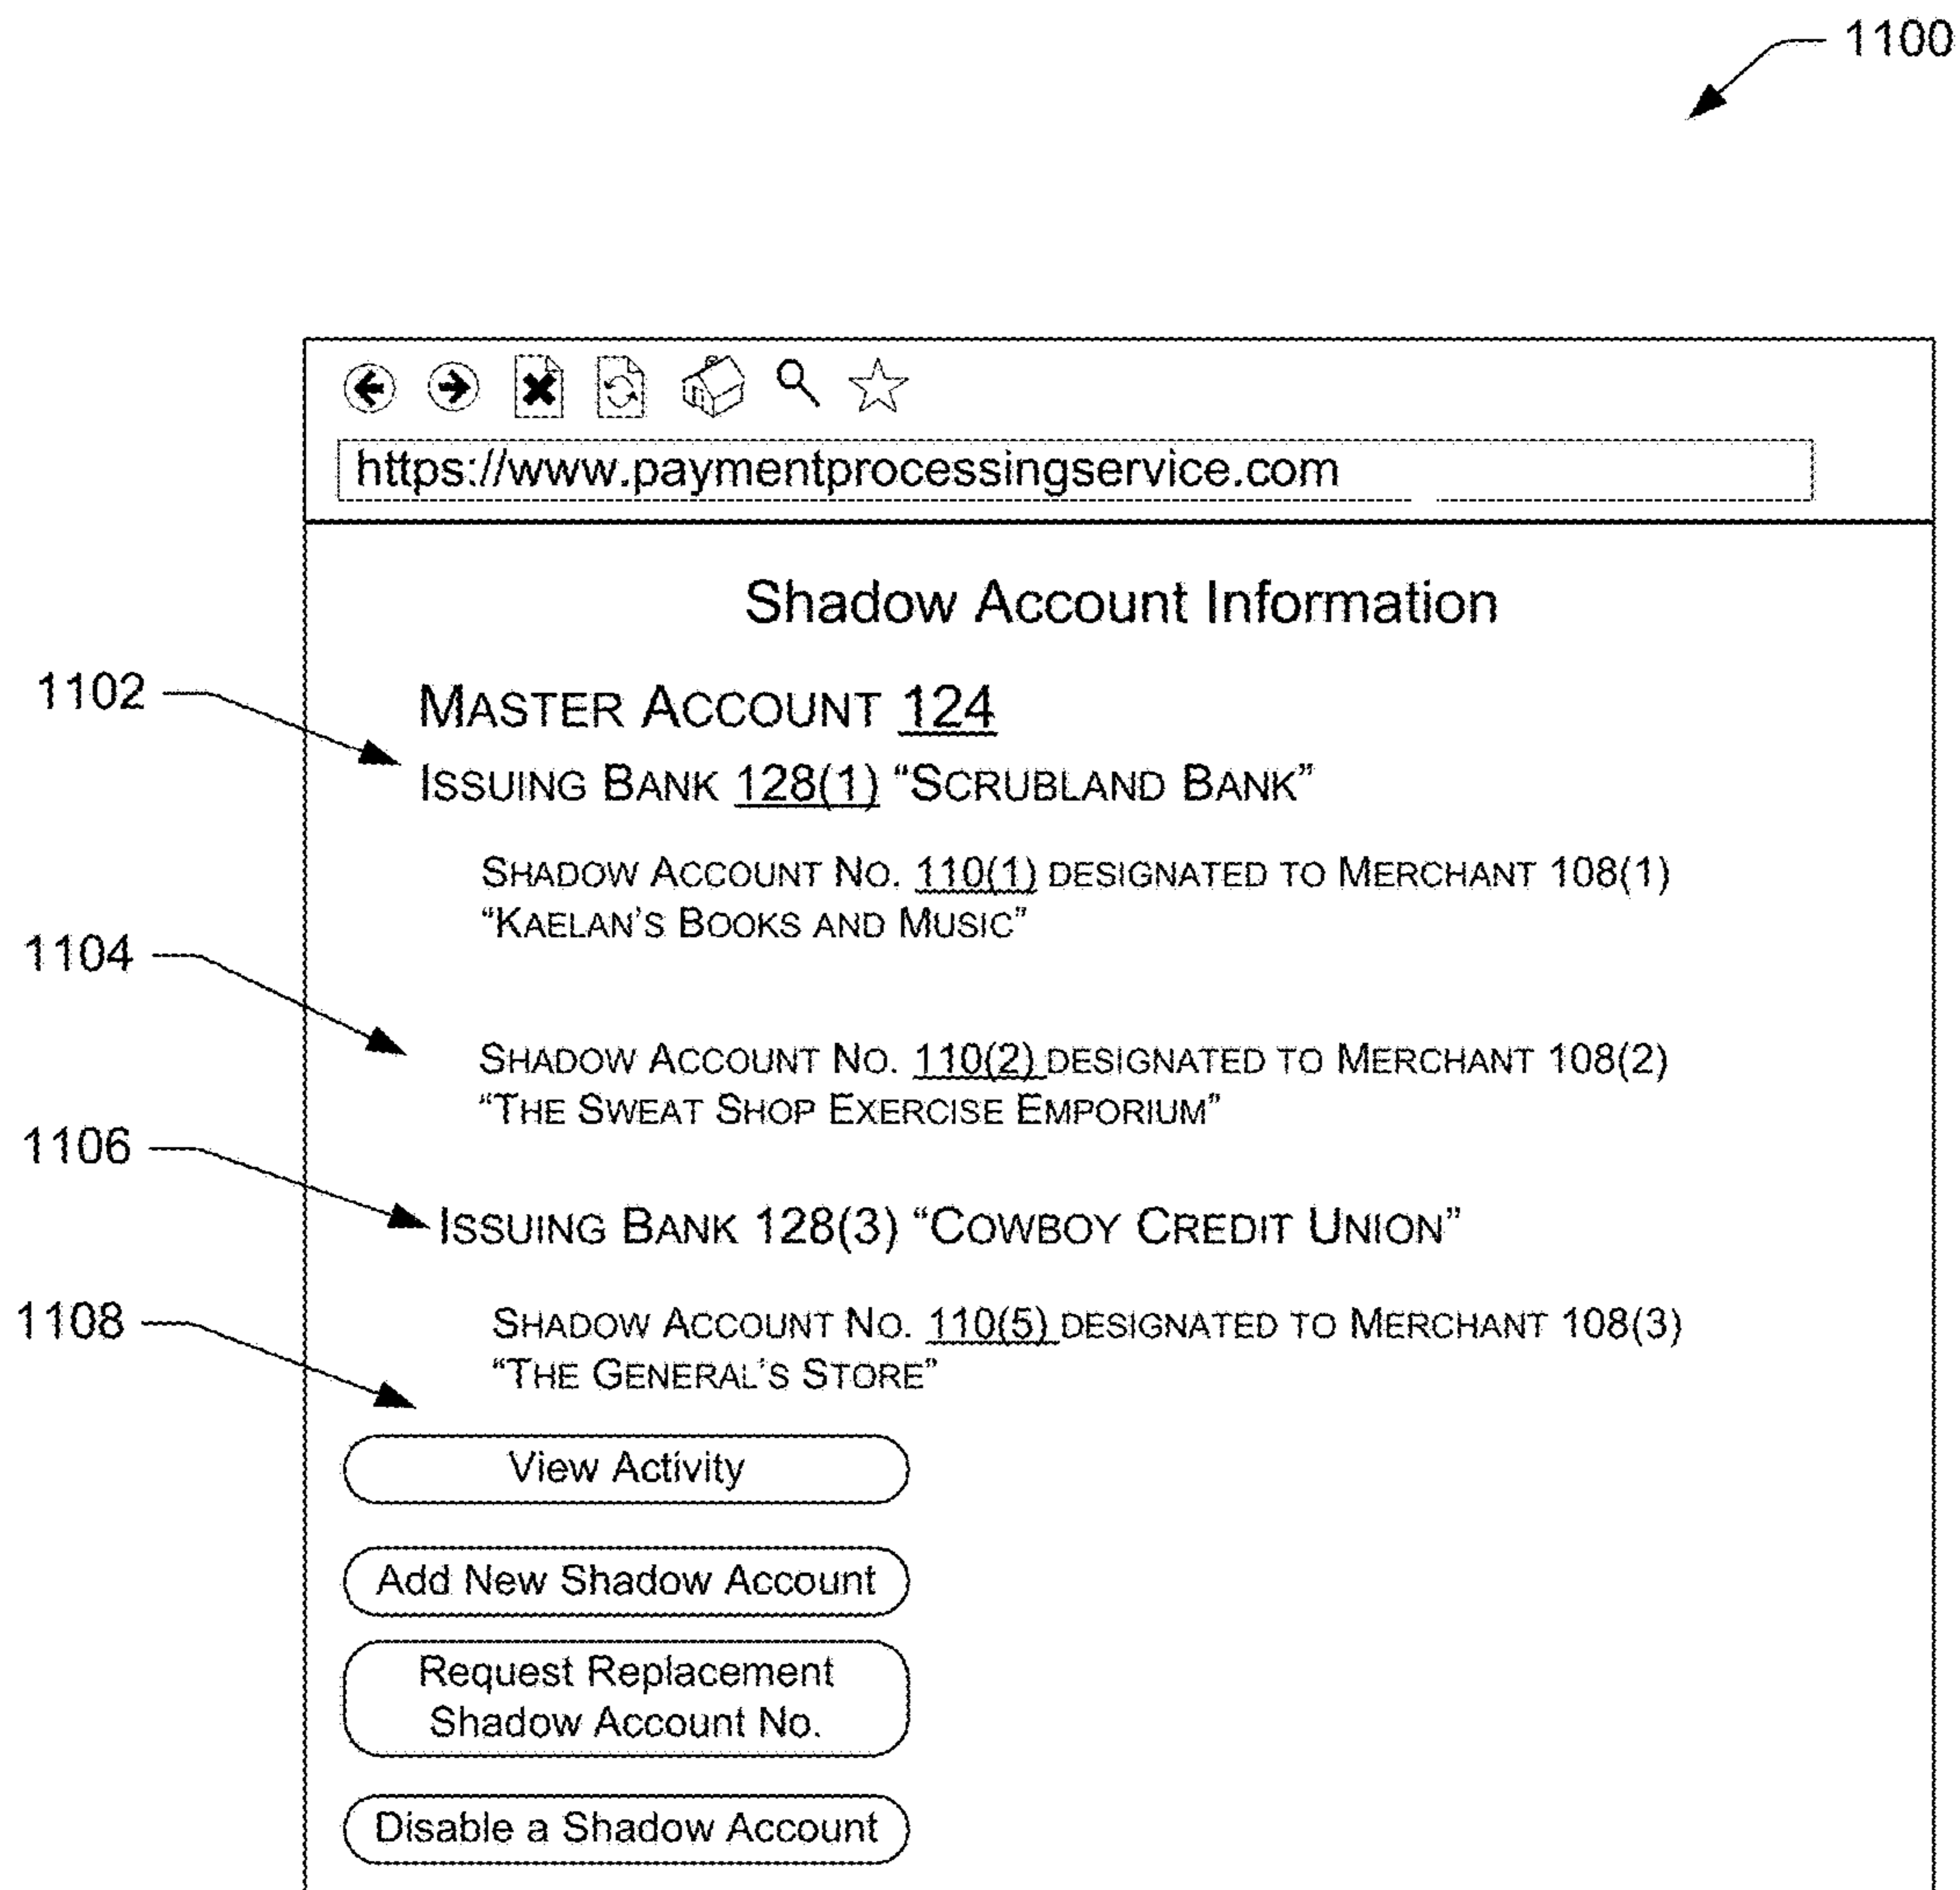 1100
https://www.paymentprocessingservice.com
Shadow Account Information
1102
MASTER ACCOUNT 124
ISSUING BANK 128(1) “SCRUBLAND BANK”
SHADOW ACCOUNT NO. 110(1) DESIGNATED TO MERCHANT 108(1)
“KAELAN’S BOOKS AND MUSIC”
1104
SHADOW ACCOUNT NO. 110(2) DESIGNATED TO MERCHANT 108(2)
“THE SWEAT SHOP EXERCISE EMPORIUM”
1106
ISSUING BANK 128(3) “COWBOY CREDIT UNION”
1108
SHADOW ACCOUNT NO. 110(5) DESIGNATED TO MERCHANT 108(3)
“THE GENERAL’S STORE”
View Activity
Add New Shadow Account
Request Replacement
Shadow Account No.
Disable a Shadow Account